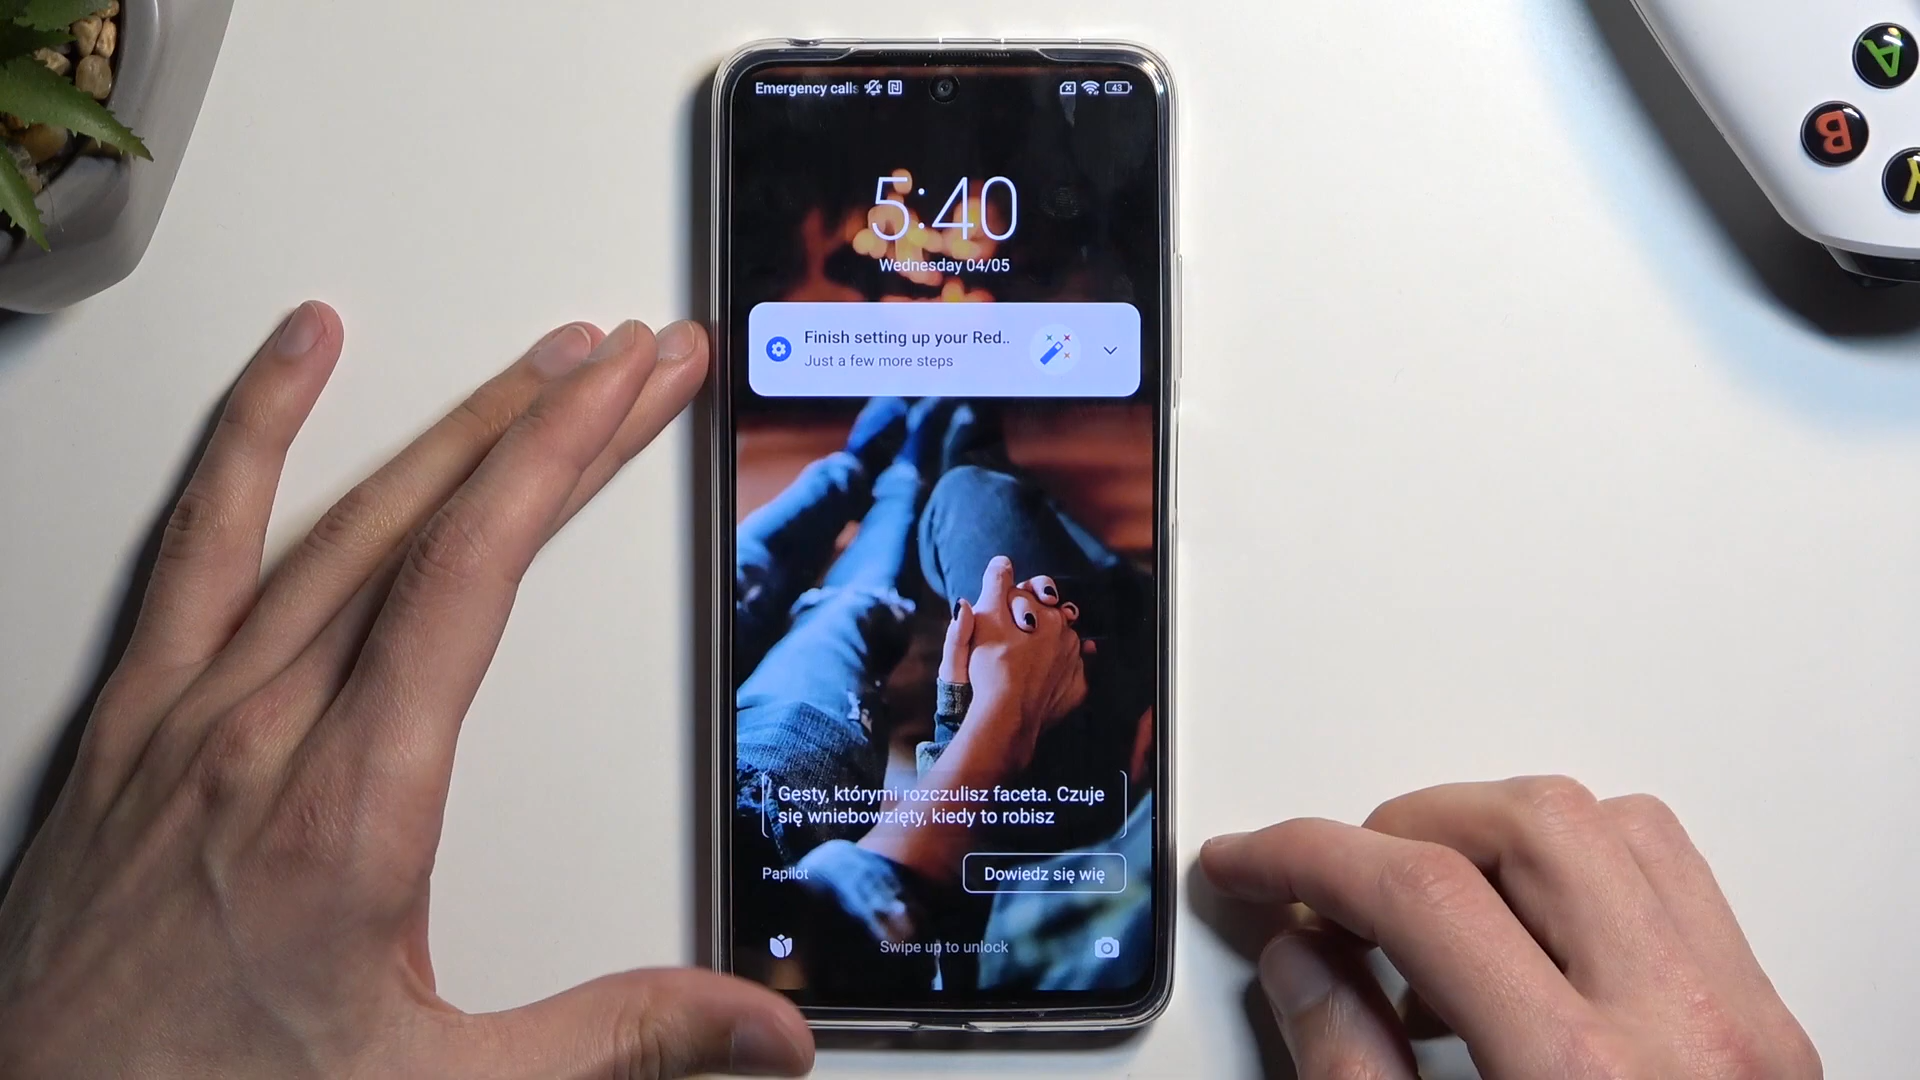 Emergency calls
43
5:40
Wednesday 04/05
Finish setting up your Red..
Just a few more steps
Gesty, którymi rozczulisz faceta. Czuje
się wniebowzięty, kiedy to robisz
Papilot
Dowiedz się wię
Swipe up to unlock
A
B
Y